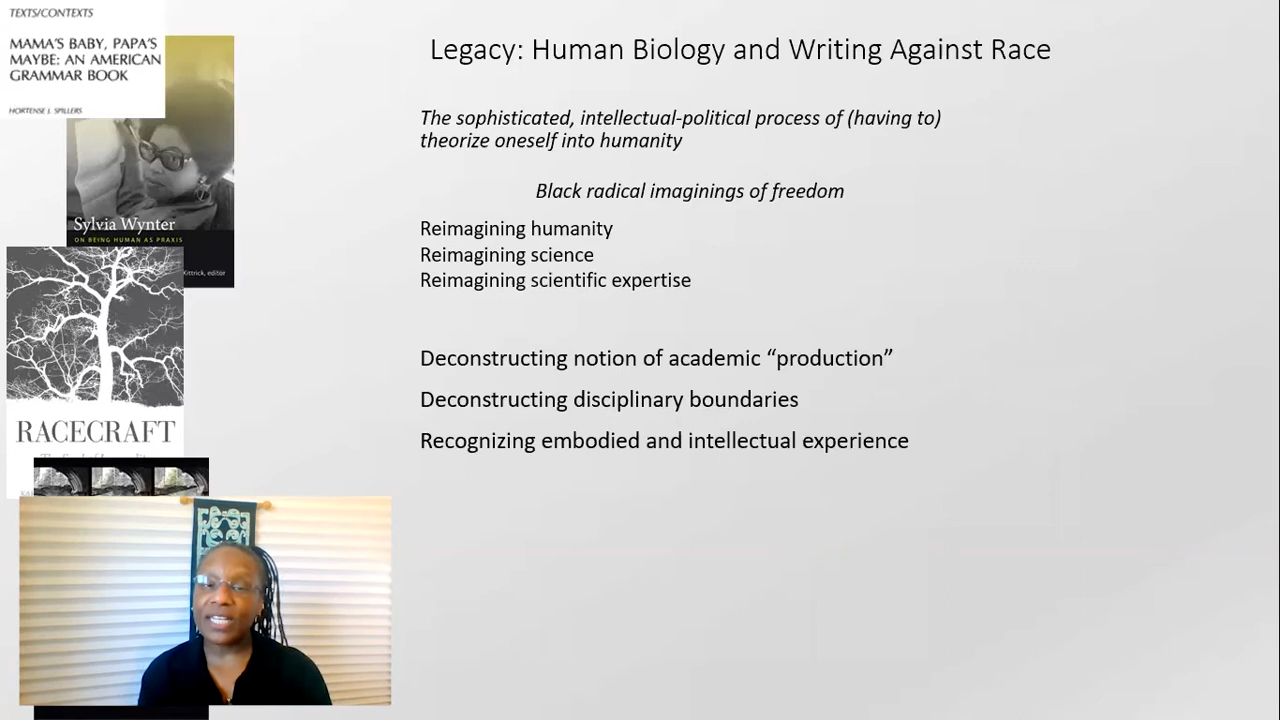 TEXTS/CONTEXTS
MAMA'S BABY, PAPA'S
MAYBE: AN AMERICAN
GRAMMAR BOOK
HORTENSE J. SPILLERS
Sylvia Wynter
ON BEING HUMAN AS PRAXIS
Kittrick, editor
RACECRAFT
Legacy: Human Biology and Writing Against Race
The sophisticated, intellectual-political process of (having to)
theorize oneself into humanity
Black radical imaginings of freedom
Reimagining humanity
Reimagining science
Reimagining scientific expertise
Deconstructing notion of academic “production”
Deconstructing disciplinary boundaries
Recognizing embodied and intellectual experience